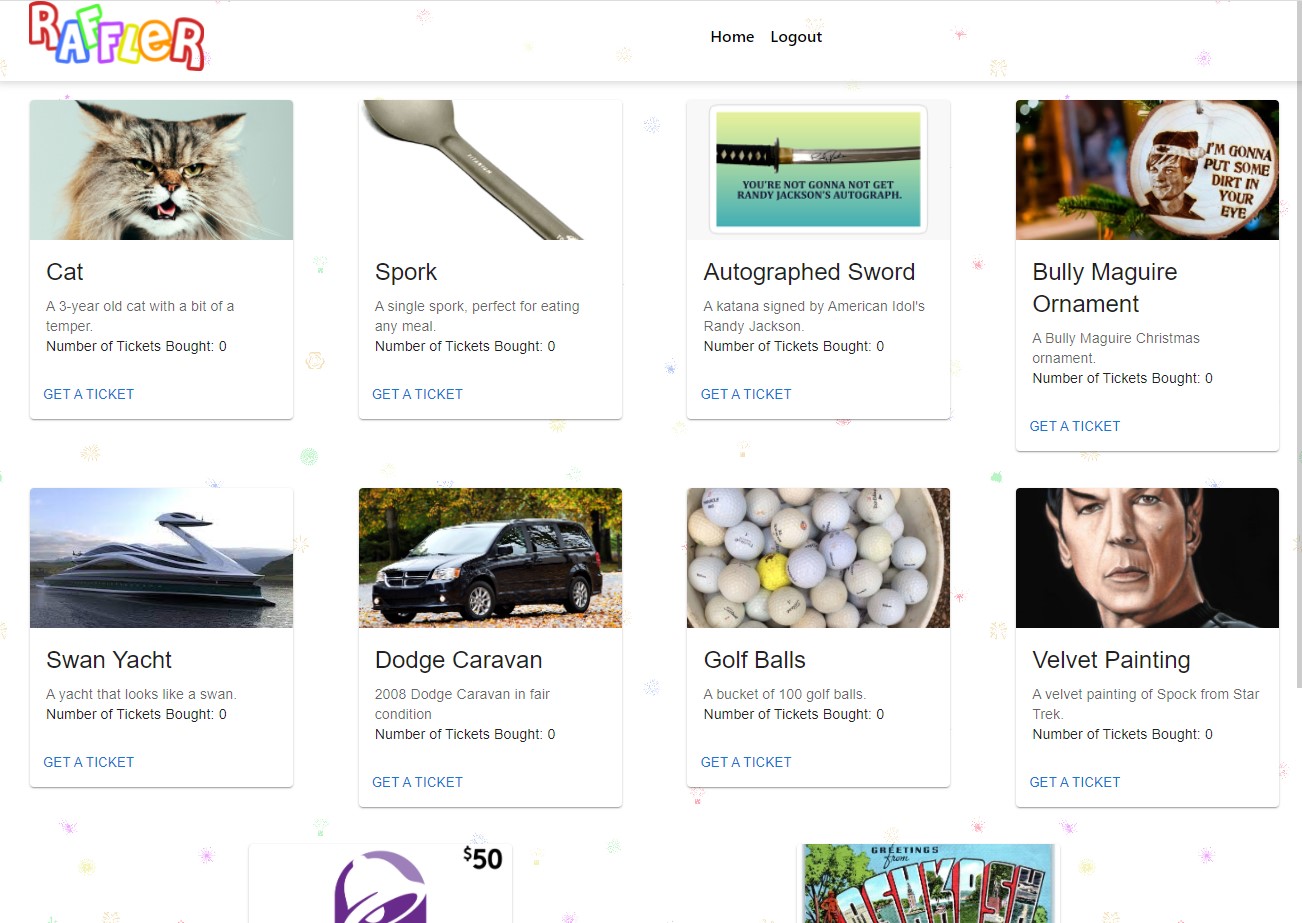 RAFFLER
Home Logout
TITANIUM
YOU'RE NOT GONNA NOT GET
RANDY JACKSON'S AUTOGRAPH.
I'M GONNA
PUT SOME
DIRT IN
YOUR
EYE
Cat
A 3-year old cat with a bit of a
temper.
Number of Tickets Bought: 0
GET A TICKET
Spork
A single spork, perfect for eating
any meal.
Number of Tickets Bought: 0
GET A TICKET
Autographed Sword
A katana signed by American Idol's
Randy Jackson.
Number of Tickets Bought: 0
GET A TICKET
Bully Maguire
Ornament
A Bully Maguire Christmas
ornament.
Number of Tickets Bought: 0
GET A TICKET
Swan Yacht
A yacht that looks like a swan.
Number of Tickets Bought: 0
GET A TICKET
Dodge Caravan
2008 Dodge Caravan in fair
condition
Number of Tickets Bought: 0
GET A TICKET
Golf Balls
A bucket of 100 golf balls.
Number of Tickets Bought: 0
GET A TICKET
Velvet Painting
A velvet painting of Spock from Star
Trek.
Number of Tickets Bought: 0
GET A TICKET
$50
GREETINGS
from
OSHKOSH